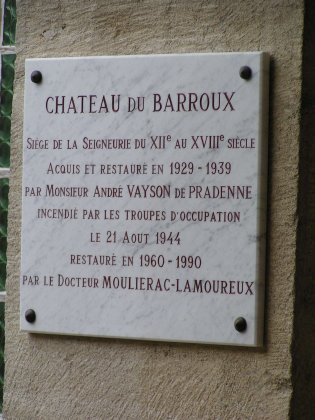 CHATEAU DU BARROUX
SIÈGE DE LA SEIGNEURIE DU XIIe AU XVIIIe SIÈCLE
ACQUIS ET RESTAURÉ EN 1929 - 1939
PAR MONSIEUR ANDRÉ VAYSON DE PRADENNE
INCENDIÉ PAR LES TROUPES D'OCCUPATION
LE 21 AOUT 1944
RESTAURÉ EN 1960 - 1990
PAR LE DOCTEUR MOULIERAC-LAMOUREUX